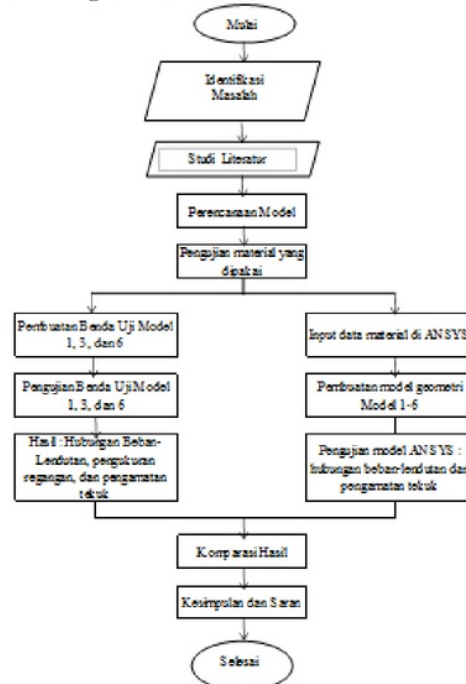 Mulai
Identifikasi
Masalah
Studi Literatur
Perencanaan Model
Pengujian material yang
dipakai
Pembuatan Benda Uji Model
1, 3, dan 6
Pengujian Benda Uji Model
1, 3, dan 6
Hasil : Hubungan Beban-
Lendutan, pengukuran
regangan, dan pengamatan
tekuk
Input data material di ANSYS
Pembuatan model geometri
Model 1-6
Pengujian model ANSYS :
hubungan beban-lendutan dan
pengamatan tekuk
Komparasi Hasil
Kesimpulan dan Saran
Selesai